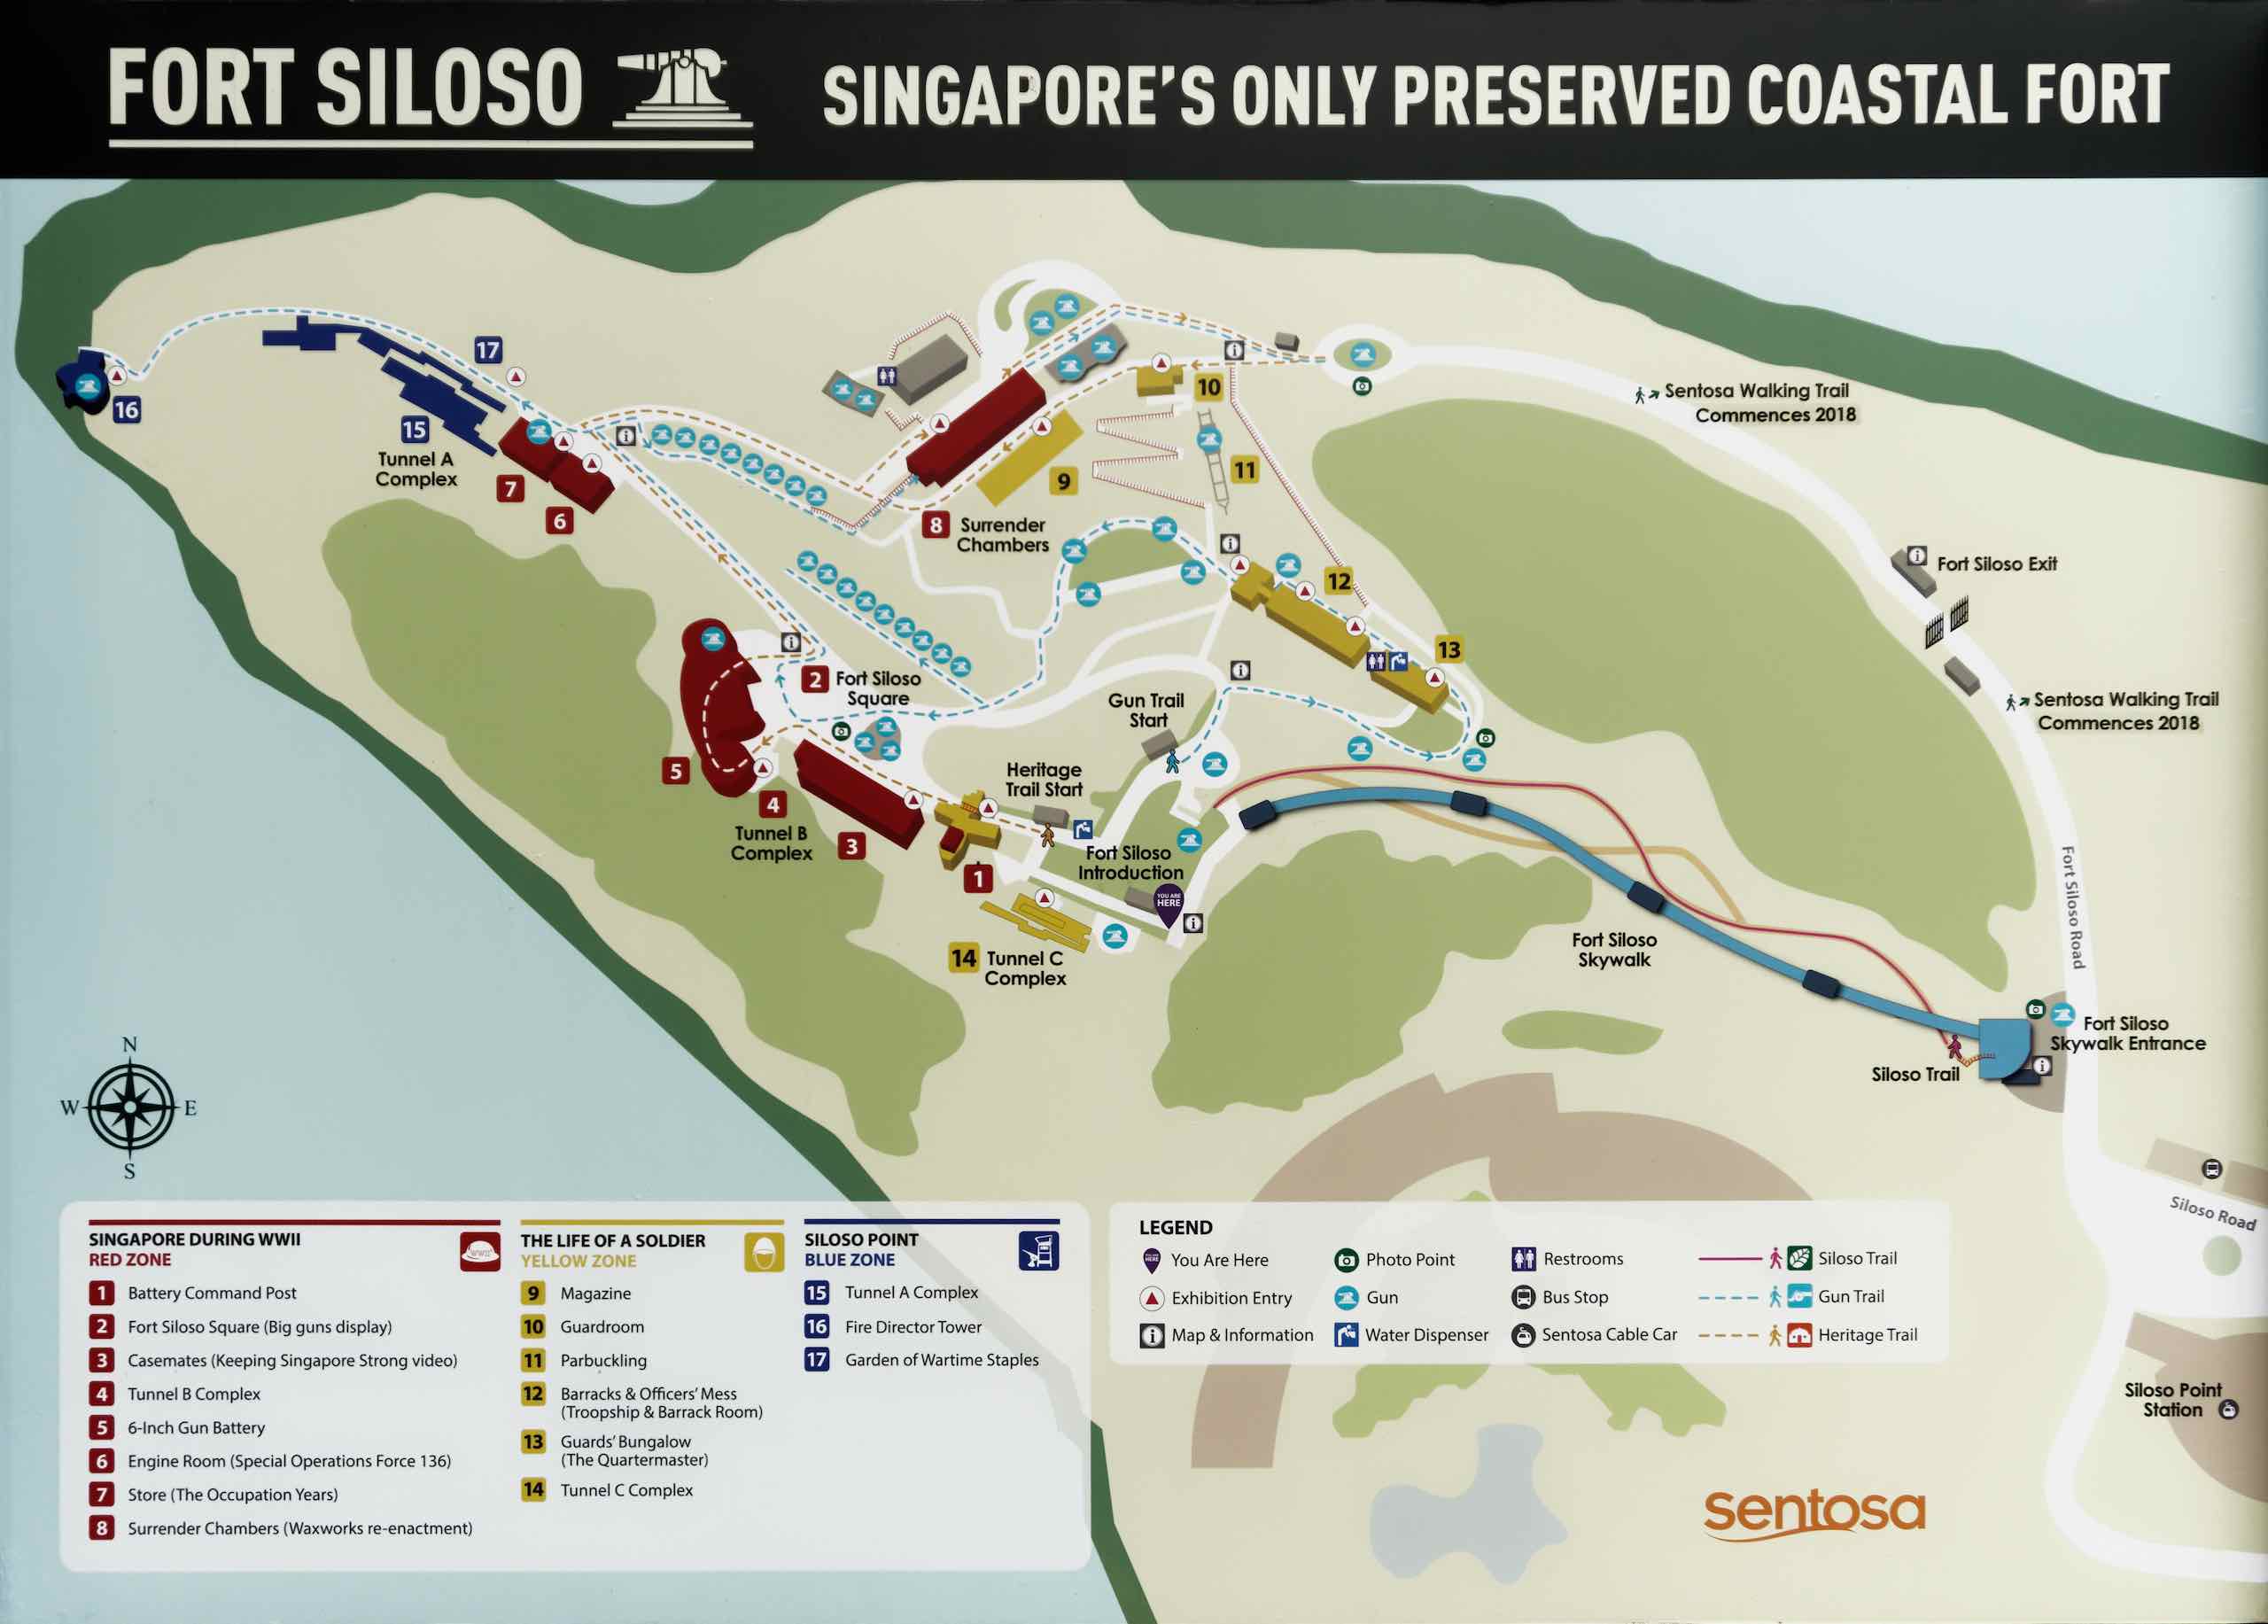 FORT SILOSO
SINGAPORE'S ONLY PRESERVED COASTAL FORT
17
16
15
Tunnel A
Complex
7
6
10
9
11
8
Surrender
Chambers
Sentosa Walking Trail
Commences 2018
12
13
Fort Siloso Exit
2
Fort Siloso
Square
Gun Trail
Start
Sentosa Walking Trail
Commences 2018
5
4
Tunnel B
Complex
3
Heritage
Trail Start
1
Fort Siloso
Introduction
YOU ARE
HERE
14
Tunnel C
Complex
Fort Siloso
Skywalk
Fort Siloso Road
Fort Siloso
Skywalk Entrance
Siloso Trail
N
W
E
S
Siloso Road
Siloso Point
Station
SINGAPORE DURING WWII
RED ZONE
WWII
1 Battery Command Post
2 Fort Siloso Square (Big guns display)
3 Casemates (Keeping Singapore Strong video)
4 Tunnel B Complex
5 6-Inch Gun Battery
6 Engine Room (Special Operations Force 136)
7 Store (The Occupation Years)
8 Surrender Chambers (Waxworks re-enactment)
THE LIFE OF A SOLDIER
YELLOW ZONE
9 Magazine
10 Guardroom
11 Parbuckling
12 Barracks & Officers' Mess
(Troopship & Barrack Room)
13 Guards' Bungalow
(The Quartermaster)
14 Tunnel C Complex
SILOSO POINT
BLUE ZONE
15 Tunnel A Complex
16 Fire Director Tower
17 Garden of Wartime Staples
LEGEND
You Are Here
Exhibition Entry
Map & Information
Photo Point
Gun
Water Dispenser
Restrooms
Bus Stop
Sentosa Cable Car
Siloso Trail
Gun Trail
Heritage Trail
sentosa